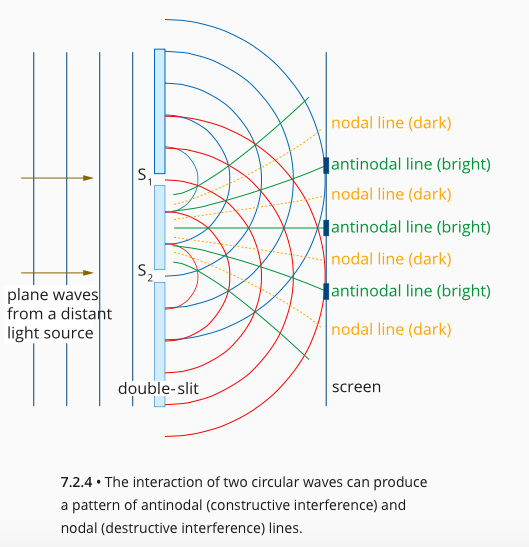 nodal line (dark)
antinodal line (bright)
S1
nodal line (dark)
antinodal line (bright)
nodal line (dark)
S2
antinodal line (bright)
plane waves
from a distant
light source
nodal line (dark)
double-slit
screen
7.2.4 • The interaction of two circular waves can produce
a pattern of antinodal (constructive interference) and
nodal (destructive interference) lines.